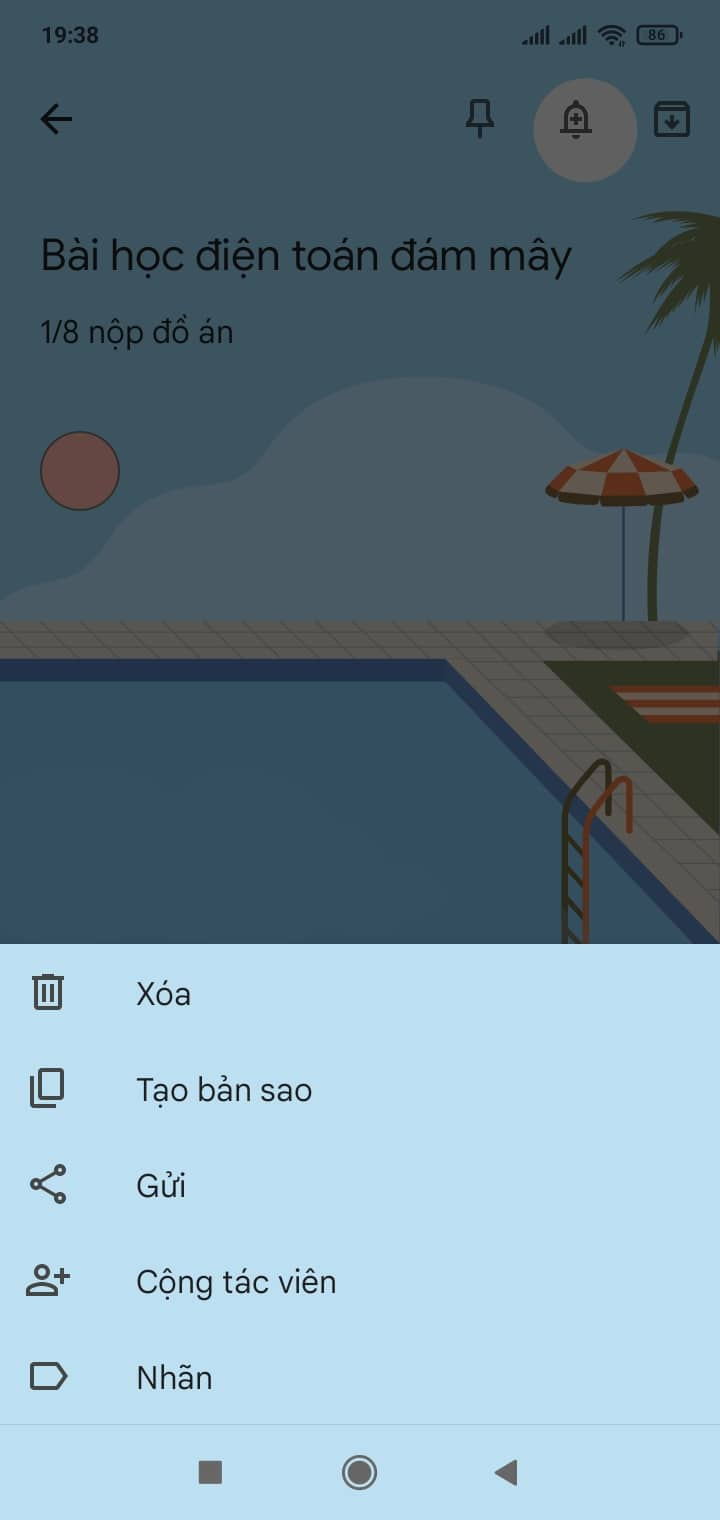 19:38
86
Bài học điện toán đám mây
1/8 nộp đồ án
Xóa
Tạo bản sao
Gửi
Cộng tác viên
Nhãn